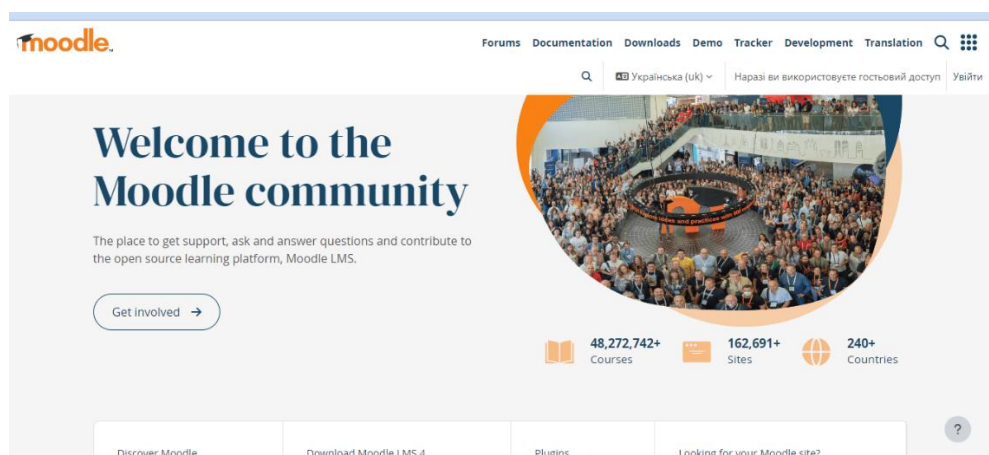 moodle
Forums Documentation Downloads Demo Tracker Development Translation
Українська (uk)
Наразі ви використовуєте гостьовий доступ
Увійти
Welcome to the
Moodle community
The place to get support, ask and answer questions and contribute to
the open source learning platform, Moodle LMS.
Get involved →
48,272,742+ 162,691+ 240+
Courses Sites Countries
?
Discover Moodle Download Moodle LMS 4 Plugins Looking for your Moodle site?